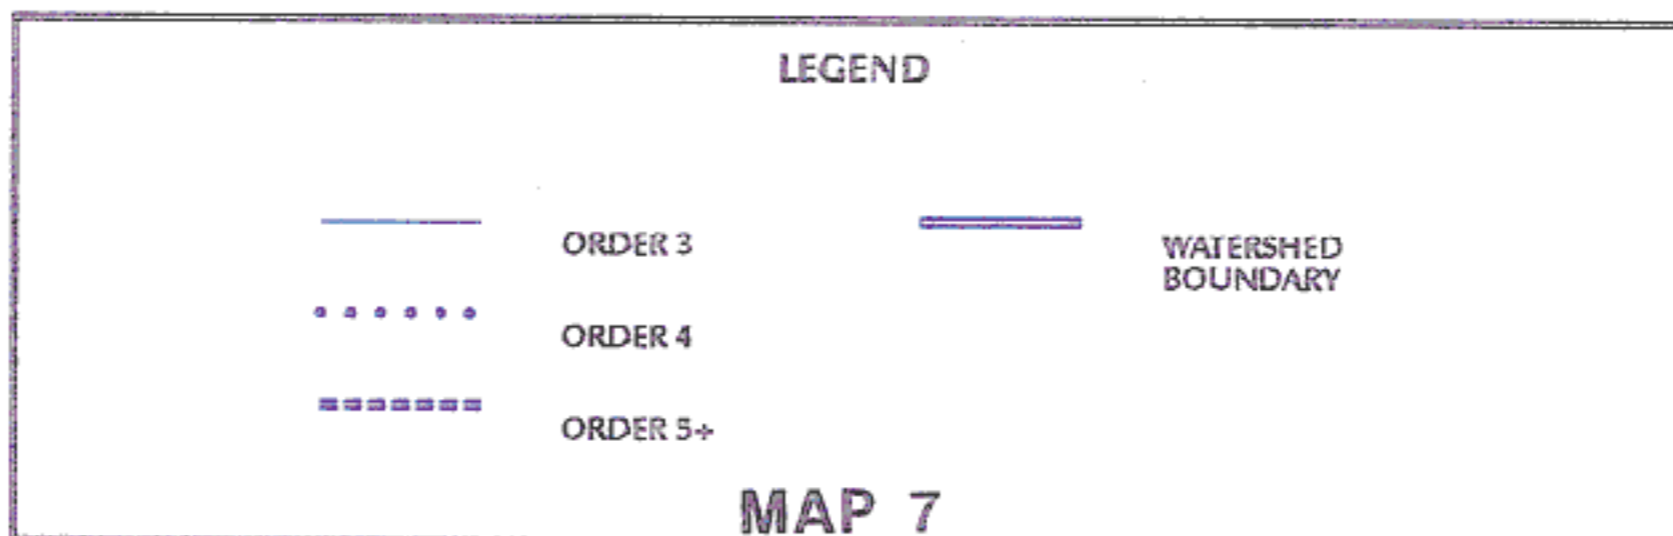 LEGEND
ORDER 3
ORDER 4
ORDER 5+
WATERSHED
BOUNDARY
MAP 7